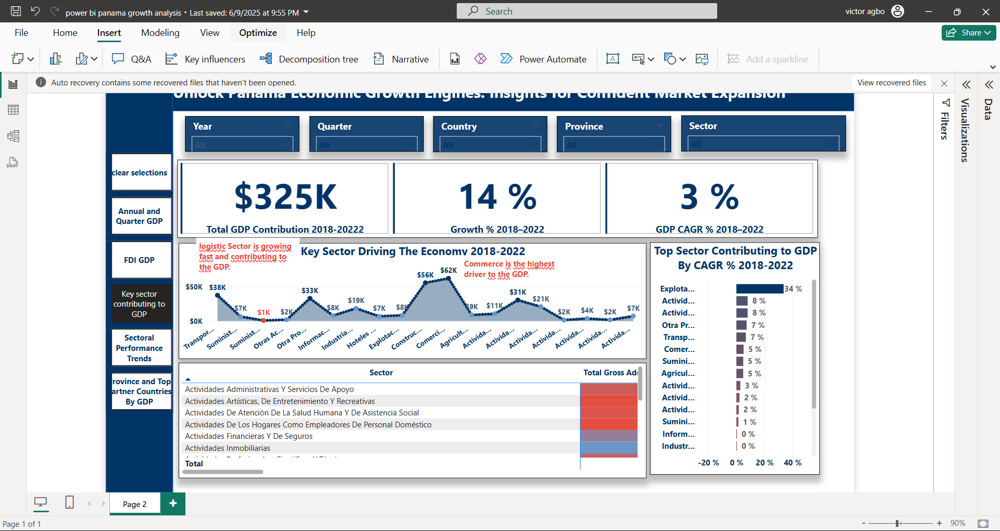 power bi panama growth analysis • Last saved: 6/9/2025 at 9:55 PM
Search
victor agbo
File
Home
Insert
Modeling
View
Optimize
Help
Share
Q&A
Key influencers
Decomposition tree
Narrative
Power Automate
Add a sparkline
Auto recovery contains some recovered files that haven't been opened.
View recovered files
Unlock Panama Economic Growth Engines: Insights for Confident Market Expansion
Filters
Visualizations
Data
DAX
Year
All
Quarter
All
Country
All
Province
All
Sector
All
clear selections
Annual and
Quarter GDP
FDI GDP
Key sector
contributing to
GDP
Sectoral
Performance
Trends
rovince and Top
artner Countries
By GDP
$325K
Total GDP Contribution 2018-20222
14 %
Growth % 2018–2022
3 %
GDP CAGR % 2018–2022
logistic Sector is growing
fast and contributing to
the GDP.
Key Sector Driving The Economy 2018-2022
Commerce is the highest
driver to the GDP.
$50K
$0K
$38K
$7K
$1K
$2K
$33K
$8K
$19K
$7K
$8K
$56K
$62K
$9K
$11K
$31K
$21K
$2K
$4K
$2K
$7K
Transpor...
Suminist...
Suminist...
Otras Ac...
Otra Pro...
Informac...
Industria...
Hoteles ...
Explotac...
Construc...
Comerci...
Agricult...
Activida...
Activida...
Activida...
Activida...
Activida...
Activida...
Activida...
Top Sector Contributing to GDP
By CAGR % 2018-2022
Explota... 34 %
Activid... 8 %
Activid... 8 %
Otra Pr... 7 %
Transp... 7 %
Comer... 5 %
Sumini... 5 %
Agricul... 5 %
Activid... 3 %
Activid... 2 %
Activid... 2 %
Sumini... 1 %
Inform... 0 %
Industr... 0 %
-20 % 0 % 20 % 40 %
Sector
Total Gross Ad
Actividades Administrativas Y Servicios De Apoyo
Actividades Artísticas, De Entretenimiento Y Recreativas
Actividades De Atención De La Salud Humana Y De Asistencia Social
Actividades De Los Hogares Como Empleadores De Personal Doméstico
Actividades Financieras Y De Seguros
Actividades Inmobiliarias
Total
Page 2
Page 1 of 1
90%